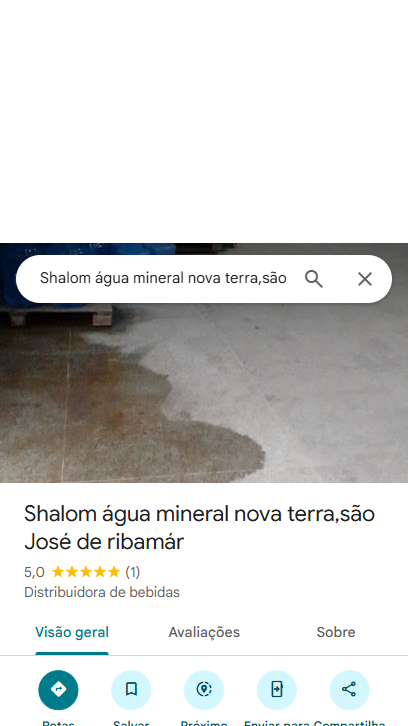 Shalom água mineral nova terra,são
Shalom água mineral nova terra,são
José de ribamár
5,0 (1)
Distribuidora de bebidas
Visão geral Avaliações Sobre
Rotas Salvar Próximo Enviar para Compartilha